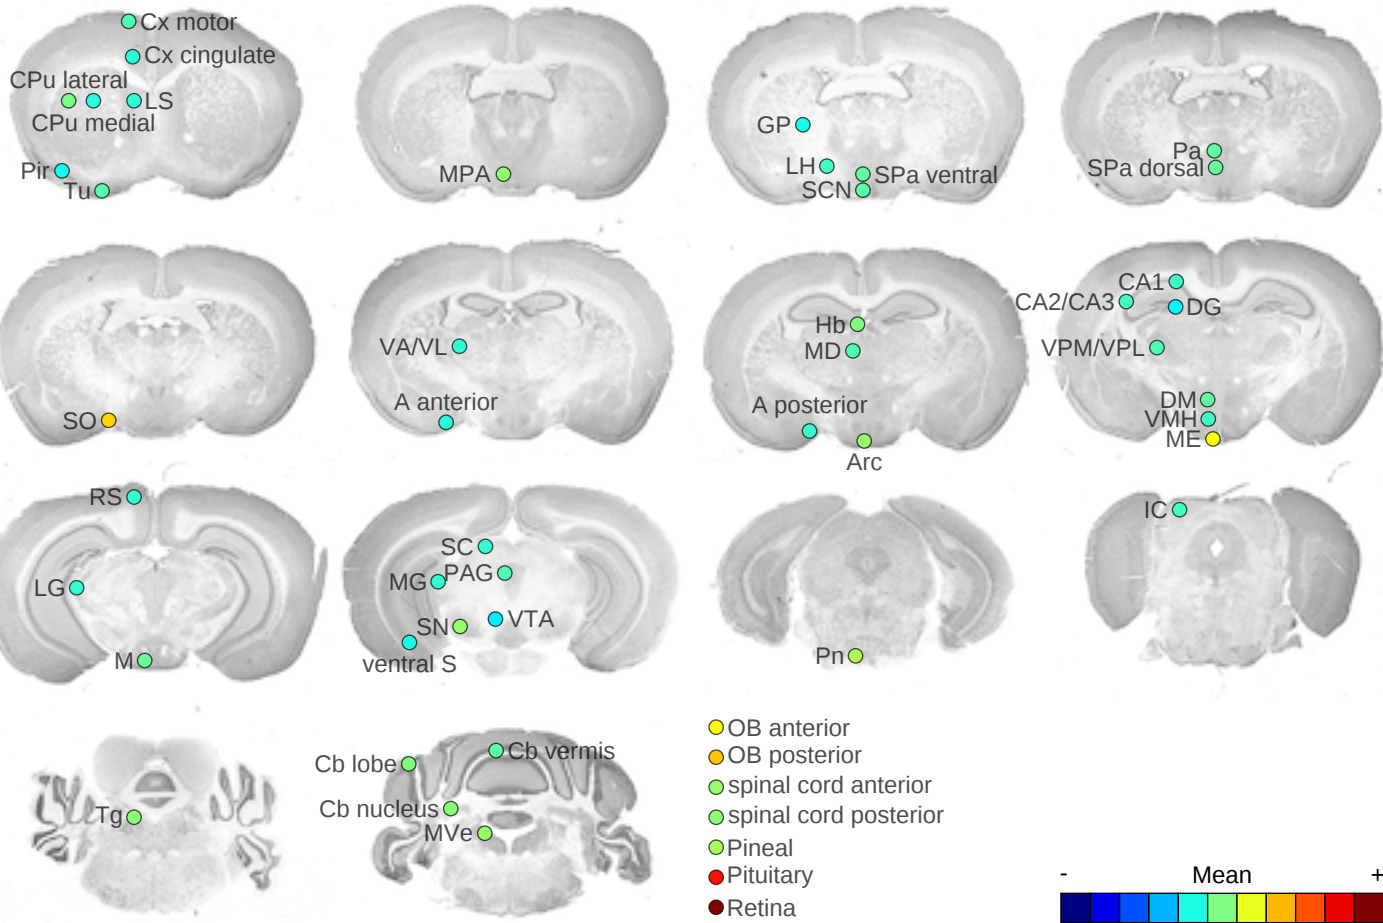 Cx motor
Cx cingulate
CPu lateral
LS
CPu medial
Pir
Tu
MPA
GP
LH
SPa ventral
SCN
Pa
SPa dorsal
SO
VA/VL
A anterior
Hb
MD
A posterior
Arc
CA1
CA2/CA3
DG
VPM/VPL
DM
VMH
ME
RS
LG
M
SC
MG
PAG
SN
VTA
ventral S
Pn
IC
Tg
Cb lobe
Cb vermis
Cb nucleus
MVe
OB anterior
OB posterior
spinal cord anterior
spinal cord posterior
Pineal
Pituitary
Retina
- Mean +